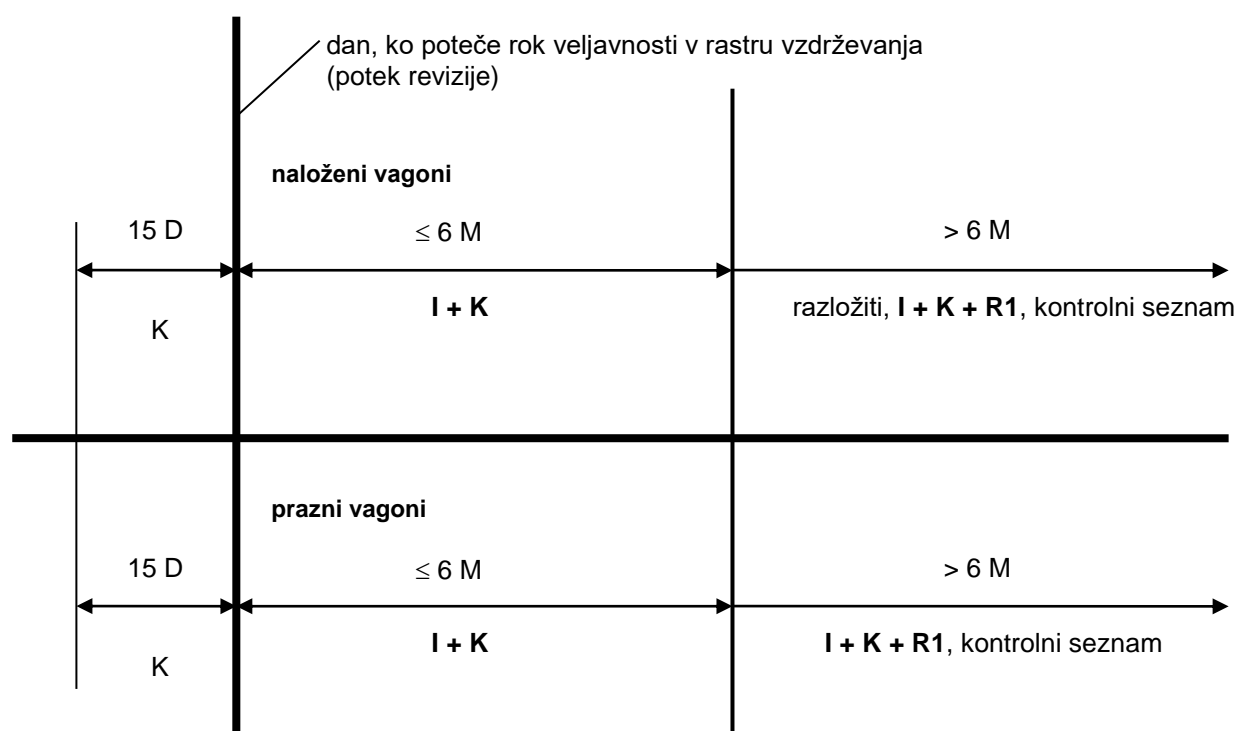 dan, ko poteče rok veljavnosti v rastru vzdrževanja
(potek revizije)
naloženi vagoni
15 D
≤ 6 M
> 6 M
K
I + K
razložiti, I + K + R1, kontrolni seznam
prazni vagoni
15 D
≤ 6 M
> 6 M
K
I + K
I + K + R1, kontrolni seznam